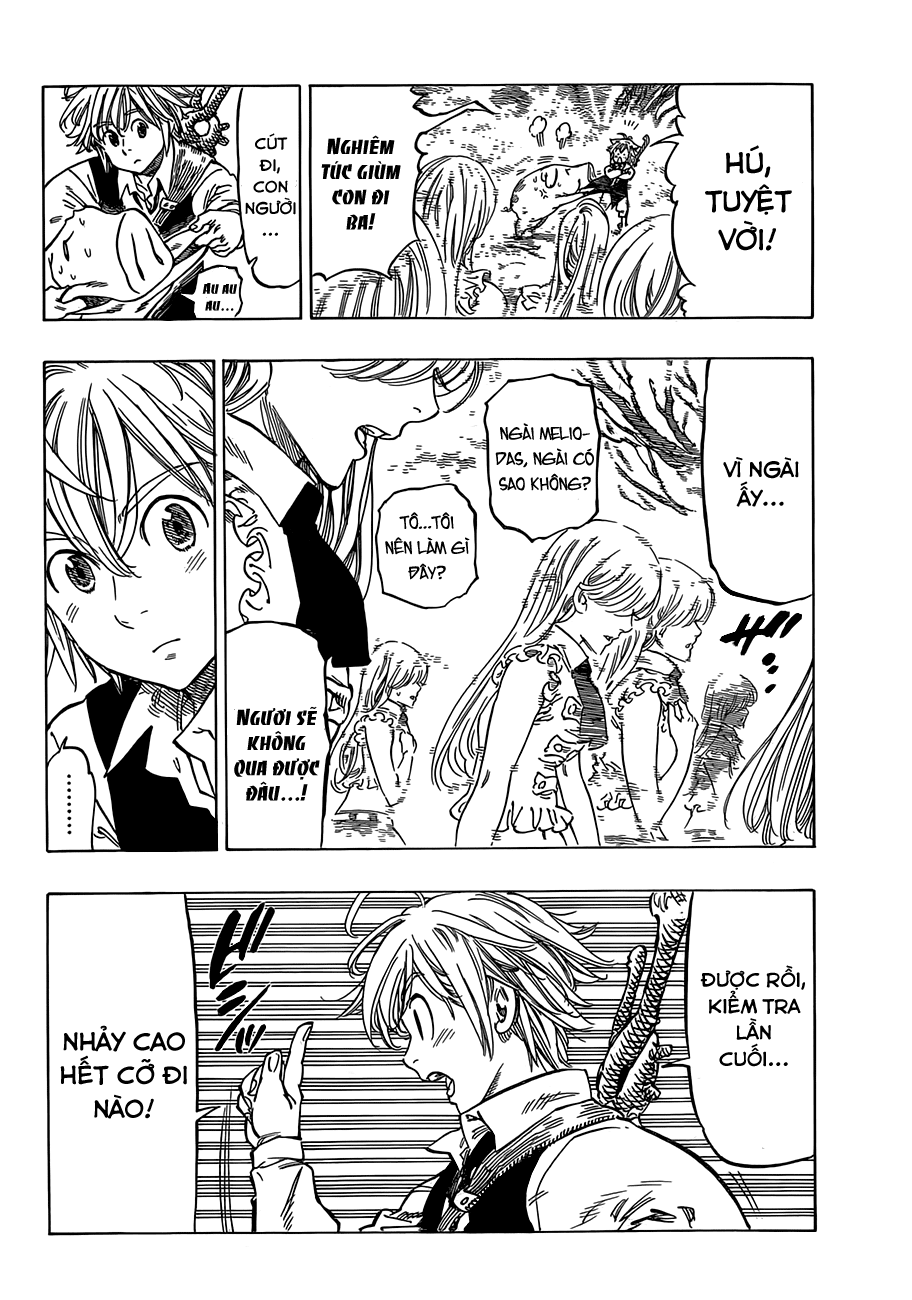 HÚ,
TUYỆT
VỜI!
NGHIÊM
TÚC GIÙM
CON ĐI
BA!
CÚT
ĐI,
CON
NGƯỜI
...
AU AU
AU...
VÌ NGÀI
ẤY...
NGÀI MELIO-
DAS, NGÀI CÓ
SAO KHÔNG?
TÔ...TÔI
NÊN LÀM GÌ
ĐÂY?
NGƯƠI SẼ
KHÔNG
QUA ĐƯỢC
ĐÂU...!
.........
ĐƯỢC RỒI,
KIỂM TRA
LẦN
CUỐI...
NHẢY CAO
HẾT CỠ ĐI
NÀO!